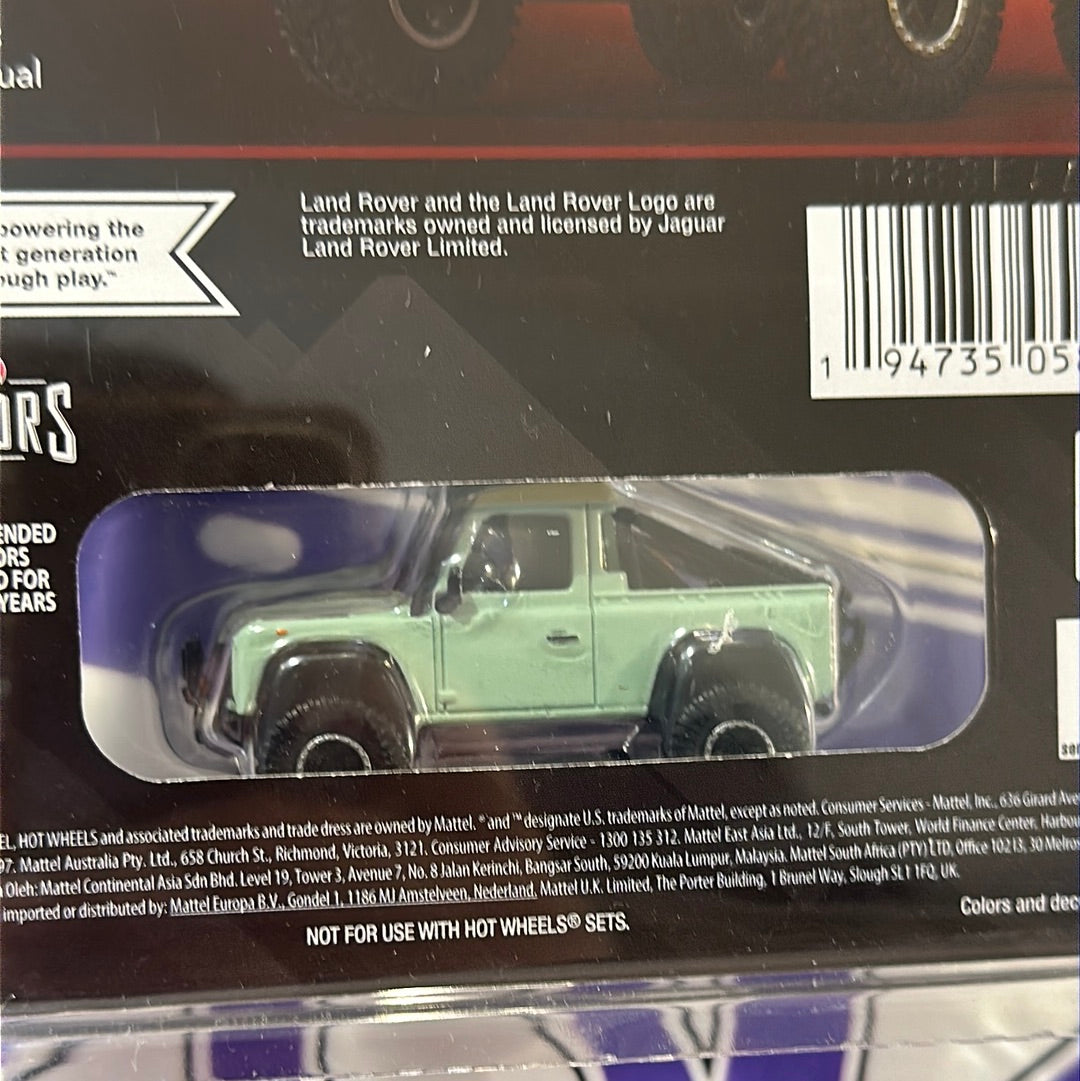 ual
powering the
t generation
ough play.™
Land Rover and the Land Rover Logo are
trademarks owned and licensed by Jaguar
Land Rover Limited.
1 94735 05
ORS
ENDED
ORS
D FOR
YEARS
EL, HOT WHEELS and associated trademarks and trade dress are owned by Mattel. ® and ™ designate U.S. trademarks of Mattel, except as noted. Consumer Services - Mattel, Inc., 636 Girard Ave
97. Mattel Australia Pty. Ltd., 658 Church St., Richmond, Victoria, 3121. Consumer Advisory Service - 1300 135 312. Mattel East Asia Ltd., 12/F, South Tower, World Finance Center, Harbou
Oleh: Mattel Continental Asia Sdn Bhd. Level 19, Tower 3, Avenue 7, No. 8 Jalan Kerinchi, Bangsar South, 59200 Kuala Lumpur, Malaysia. Mattel South Africa (PTY) LTD, Office 102 I3, 30 Melros
imported or distributed by: Mattel Europa B.V., Gondel 1, 1186 MJ Amstelveen, Nederland. Mattel U.K. Limited, The Porter Building, 1 Brunel Way, Slough SL1 1FQ, UK.
Colors and dec
NOT FOR USE WITH HOT WHEELS® SETS.